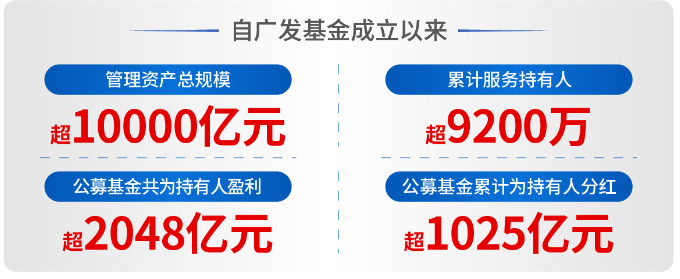 自广发基金成立以来
管理资产总规模
超10000亿元
累计服务持有人
超9200万
公募基金共为持有人盈利
超2048亿元
公募基金累计为持有人分红
超1025亿元